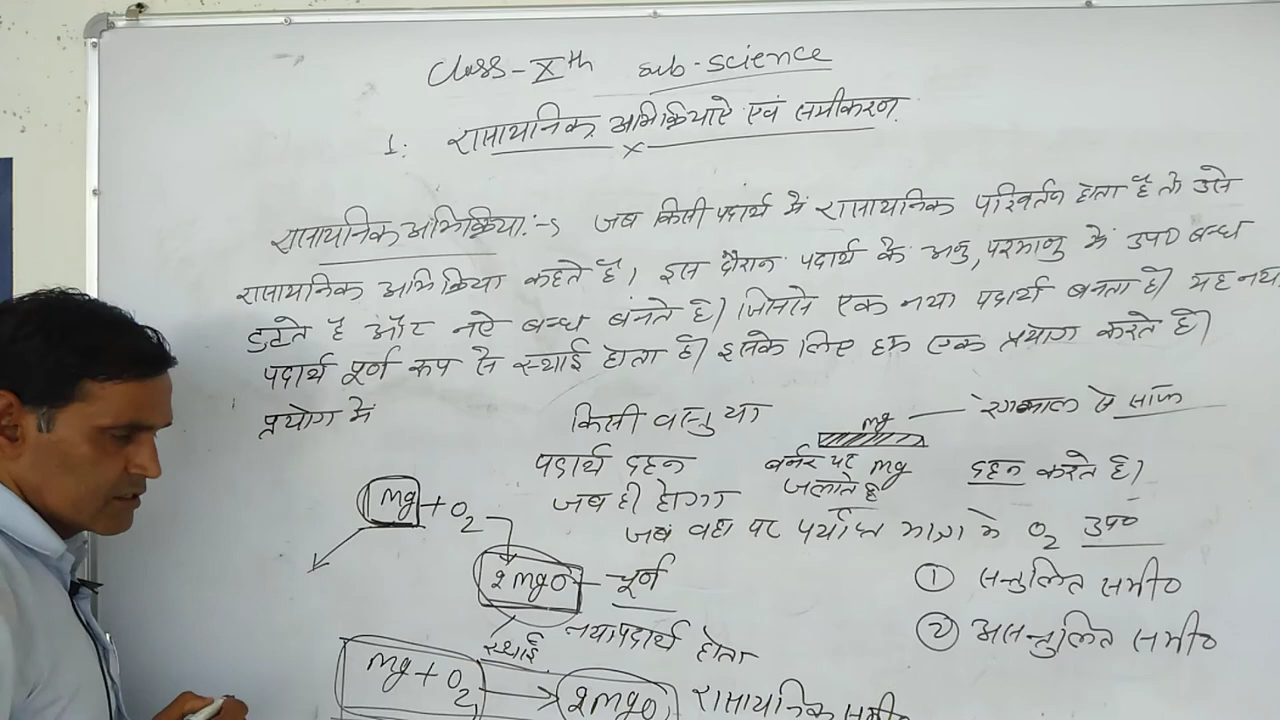 Class-Xth sub-science
1. रासायनिक अभिक्रियाऐ एवं समीकरण
रासायनिक अभिक्रिया:-> जब किसी पदार्थ में रासायनिक परिवर्तन होता है तो उसे
रासायनिक अभिक्रिया कहते है। इस दौरान पदार्थ के अणु, परमाणु में उप० बन्ध
टुटते है और नऐ बन्ध बनते है। जिससे एक नया पदार्थ बनता है। यह नया
पदार्थ पूर्ण रूप से स्थाई होता है। इसके लिए हम एक प्रयोग करते है।
प्रयोग में
किसी वस्तु या
mg — रेगमाल से साफ
पदार्थ दहन
बर्नर पर mg दहन करते है।
जब ही होगा
जलाते है
mg + O2
जब वहा पर पर्याप्त मात्रा मे O2 उप०
2mgo - चूर्ण
① सन्तुलित समी०
स्थाई
नया पदार्थ होता
② असन्तुलित समी०
mg + O2 → 2mgo रासायनिक समी०